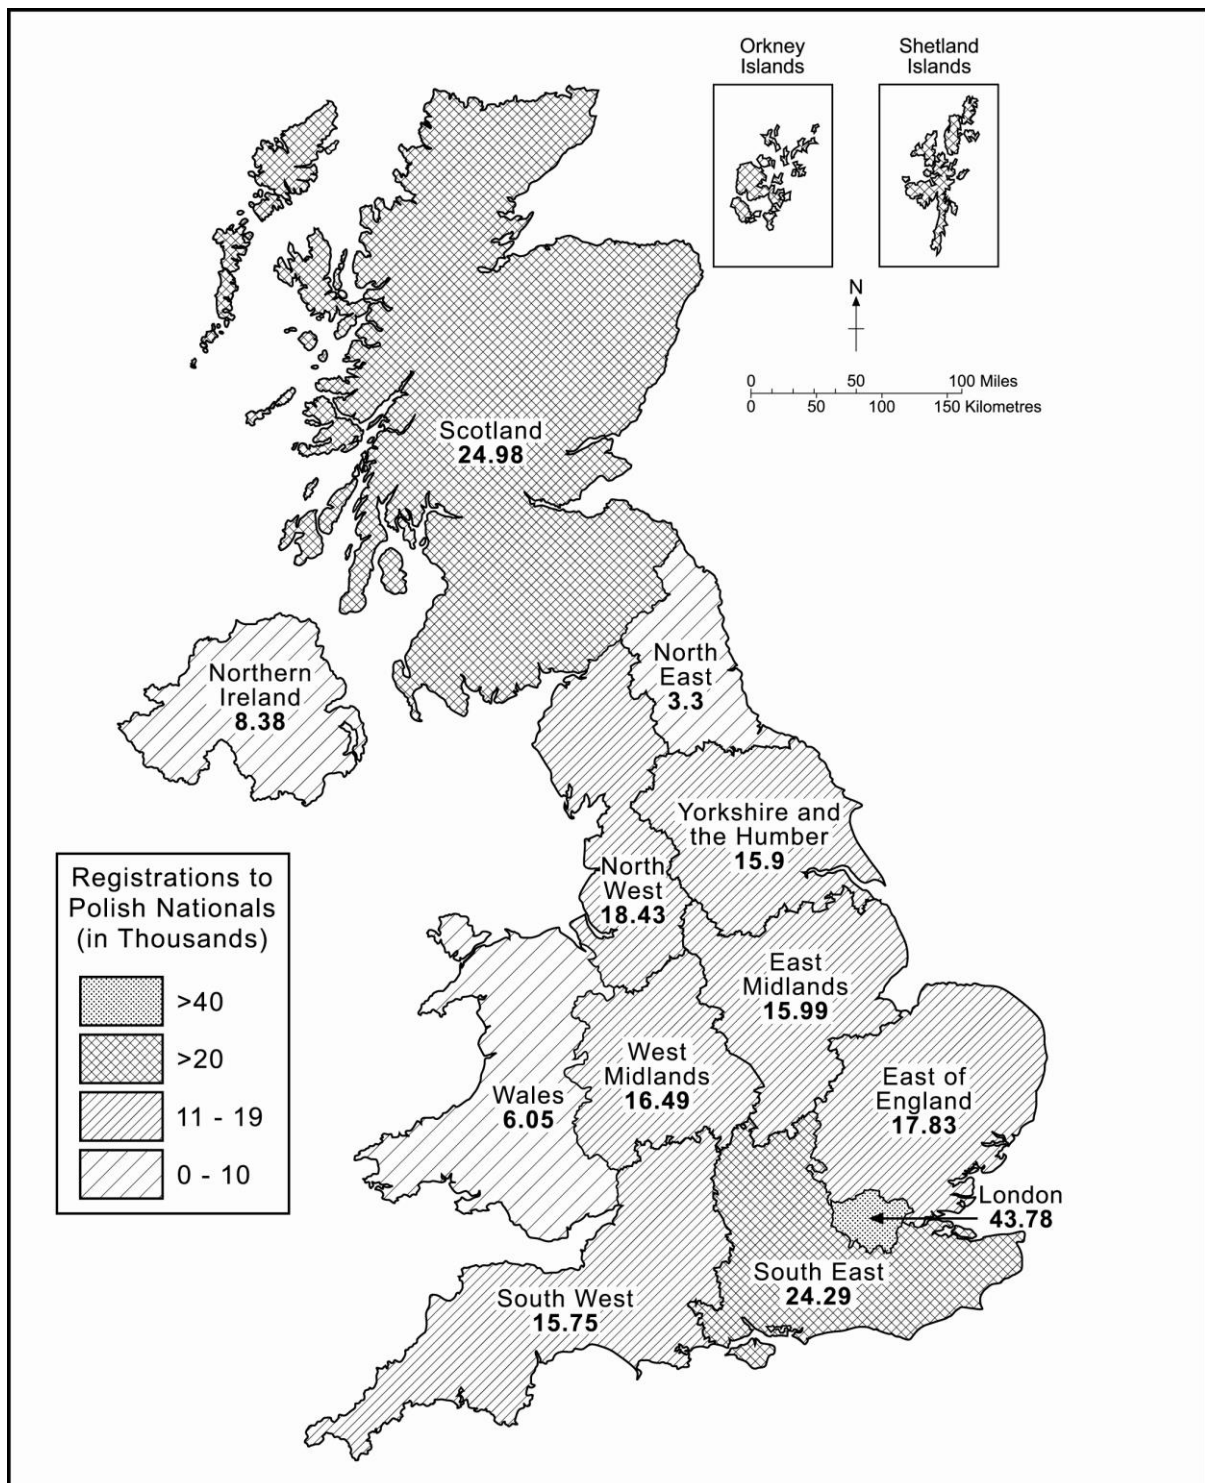 Orkney
Islands
Shetland
Islands
N
0 50 100 Miles
0 50 100 150 Kilometres
Scotland
24.98
North
East
3.3
Northern
Ireland
8.38
Yorkshire and
the Humber
15.9
North
West
18.43
East
Midlands
15.99
West
Midlands
16.49
Wales
6.05
East of
England
17.83
London
43.78
South East
24.29
South West
15.75
Registrations to
Polish Nationals
(in Thousands)
>40
>20
11 - 19
0 - 10